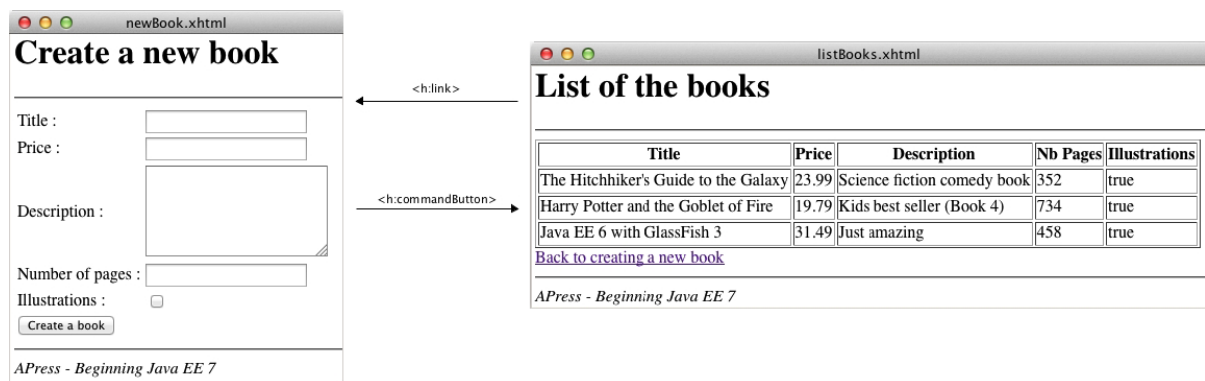 newBook.xhtml
Create a new book
Title :
Price :
Description :
Number of pages :
Illustrations :
Create a book
APress - Beginning Java EE 7
<h:link>
<h:commandButton>
listBooks.xhtml
List of the books
Title Price Description Nb Pages Illustrations
The Hitchhiker's Guide to the Galaxy 23.99 Science fiction comedy book 352 true
Harry Potter and the Goblet of Fire 19.79 Kids best seller (Book 4) 734 true
Java EE 6 with GlassFish 3 31.49 Just amazing 458 true
Back to creating a new book
APress - Beginning Java EE 7